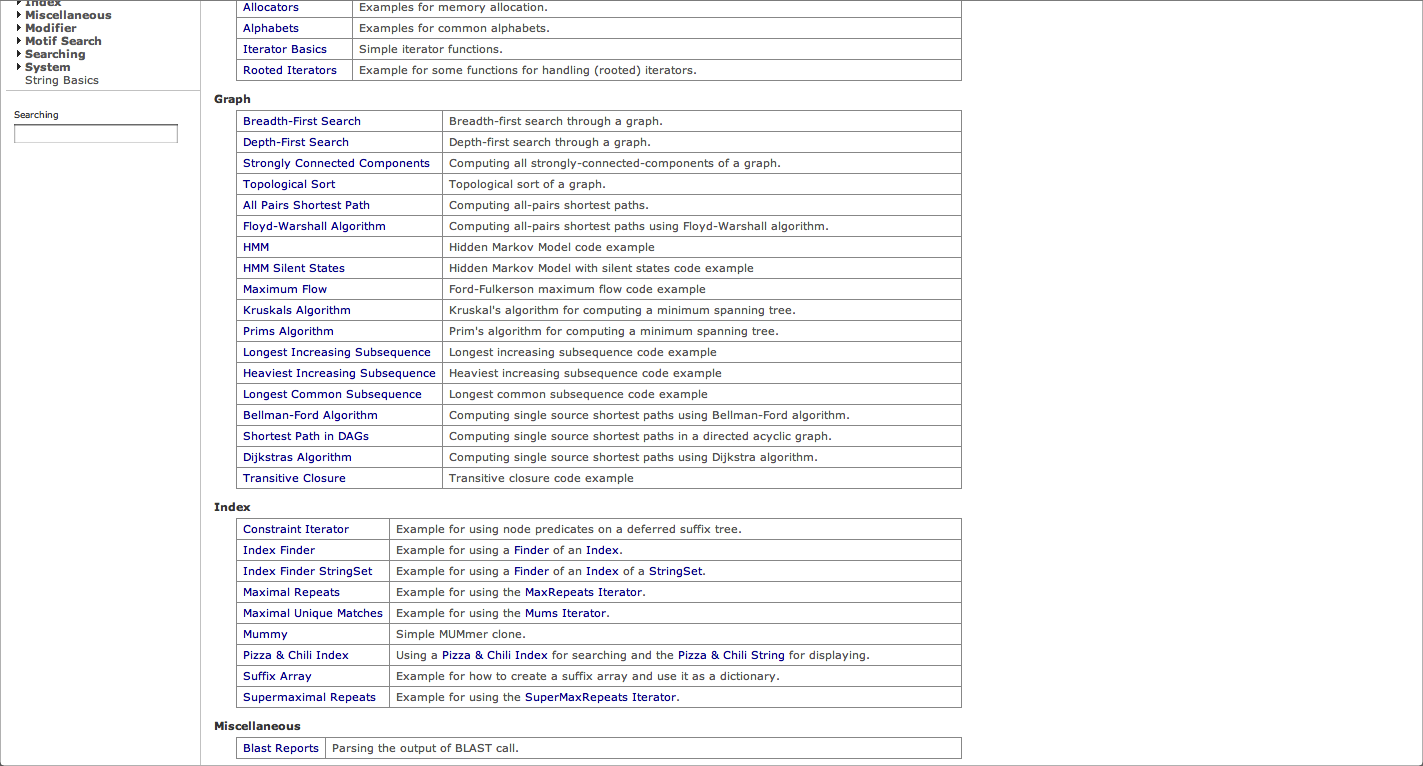 Index
Miscellaneous
Modifier
Motif Search
Searching
System
String Basics
Searching
Allocators Examples for memory allocation.
Alphabets Examples for common alphabets.
Iterator Basics Simple iterator functions.
Rooted Iterators Example for some functions for handling (rooted) iterators.
Graph
Breadth-First Search Breadth-first search through a graph.
Depth-First Search Depth-first search through a graph.
Strongly Connected Components Computing all strongly-connected-components of a graph.
Topological Sort Topological sort of a graph.
All Pairs Shortest Path Computing all-pairs shortest paths.
Floyd-Warshall Algorithm Computing all-pairs shortest paths using Floyd-Warshall algorithm.
HMM Hidden Markov Model code example
HMM Silent States Hidden Markov Model with silent states code example
Maximum Flow Ford-Fulkerson maximum flow code example
Kruskals Algorithm Kruskal's algorithm for computing a minimum spanning tree.
Prims Algorithm Prim's algorithm for computing a minimum spanning tree.
Longest Increasing Subsequence Longest increasing subsequence code example
Heaviest Increasing Subsequence Heaviest increasing subsequence code example
Longest Common Subsequence Longest common subsequence code example
Bellman-Ford Algorithm Computing single source shortest paths using Bellman-Ford algorithm.
Shortest Path in DAGs Computing single source shortest paths in a directed acyclic graph.
Dijkstras Algorithm Computing single source shortest paths using Dijkstra algorithm.
Transitive Closure Transitive closure code example
Index
Constraint Iterator Example for using node predicates on a deferred suffix tree.
Index Finder Example for using a Finder of an Index.
Index Finder StringSet Example for using a Finder of an Index of a StringSet.
Maximal Repeats Example for using the MaxRepeats Iterator.
Maximal Unique Matches Example for using the Mums Iterator.
Mummy Simple MUMmer clone.
Pizza & Chili Index Using a Pizza & Chili Index for searching and the Pizza & Chili String for displaying.
Suffix Array Example for how to create a suffix array and use it as a dictionary.
Supermaximal Repeats Example for using the SuperMaxRepeats Iterator.
Miscellaneous
Blast Reports Parsing the output of BLAST call.